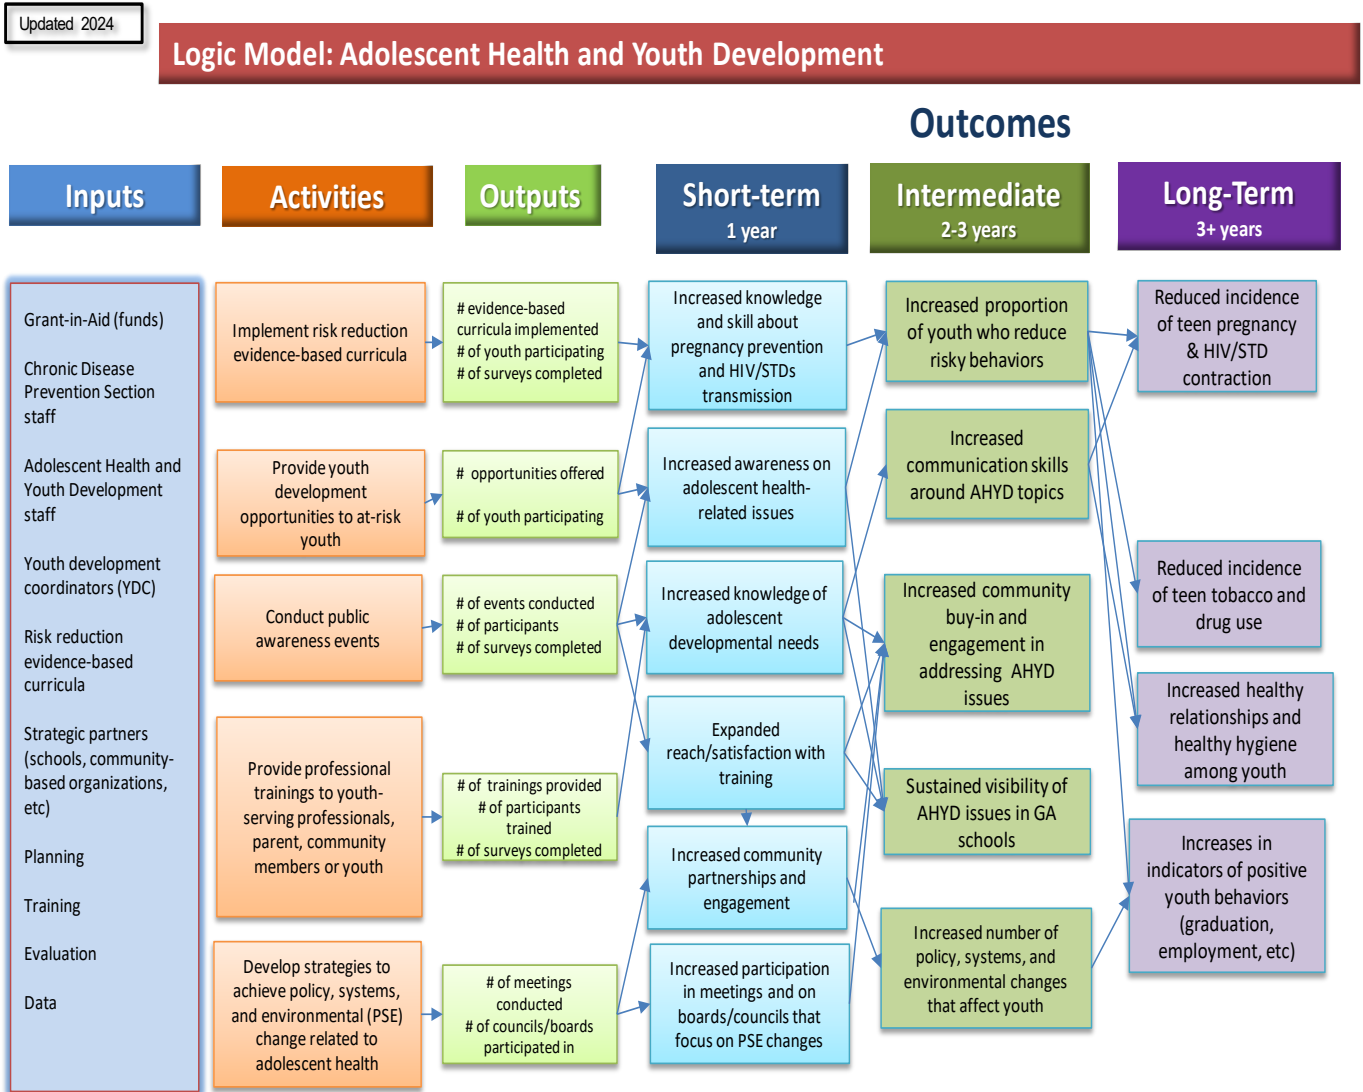 Updated 2024
Logic Model: Adolescent Health and Youth Development
Outcomes
Inputs
Activities
Outputs
Short-term
1 year
Intermediate
2-3 years
Long-Term
3+ years
Grant-in-Aid (funds)
Chronic Disease
Prevention Section
staff
Adolescent Health and
Youth Development
staff
Youth development
coordinators (YDC)
Risk reduction
evidence-based
curricula
Strategic partners
(schools, community-
based organizations,
etc)
Planning
Training
Evaluation
Data
Implement risk reduction
evidence-based curricula
Provide youth
development
opportunities to at-risk
youth
Conduct public
awareness events
Provide professional
trainings to youth-
serving professionals,
parent, community
members or youth
Develop strategies to
achieve policy, systems,
and environmental (PSE)
change related to
adolescent health
# evidence-based
curricula implemented
# of youth participating
# of surveys completed
# opportunities offered
# of youth participating
# of events conducted
# of participants
# of surveys completed
# of trainings provided
# of participants
trained
# of surveys completed
# of meetings
conducted
# of councils/boards
participated in
Increased knowledge
and skill about
pregnancy prevention
and HIV/STDs
transmission
Increased awareness on
adolescent health-
related issues
Increased knowledge of
adolescent
developmental needs
Expanded
reach/satisfaction with
training
Increased community
partnerships and
engagement
Increased participation
in meetings and on
boards/councils that
focus on PSE changes
Increased proportion
of youth who reduce
risky behaviors
Increased
communication skills
around AHYD topics
Increased community
buy-in and
engagement in
addressing AHYD
issues
Sustained visibility of
AHYD issues in GA
schools
Increased number of
policy, systems, and
environmental changes
that affect youth
Reduced incidence
of teen pregnancy
& HIV/STD
contraction
Reduced incidence
of teen tobacco and
drug use
Increased healthy
relationships and
healthy hygiene
among youth
Increases in
indicators of positive
youth behaviors
(graduation,
employment, etc)